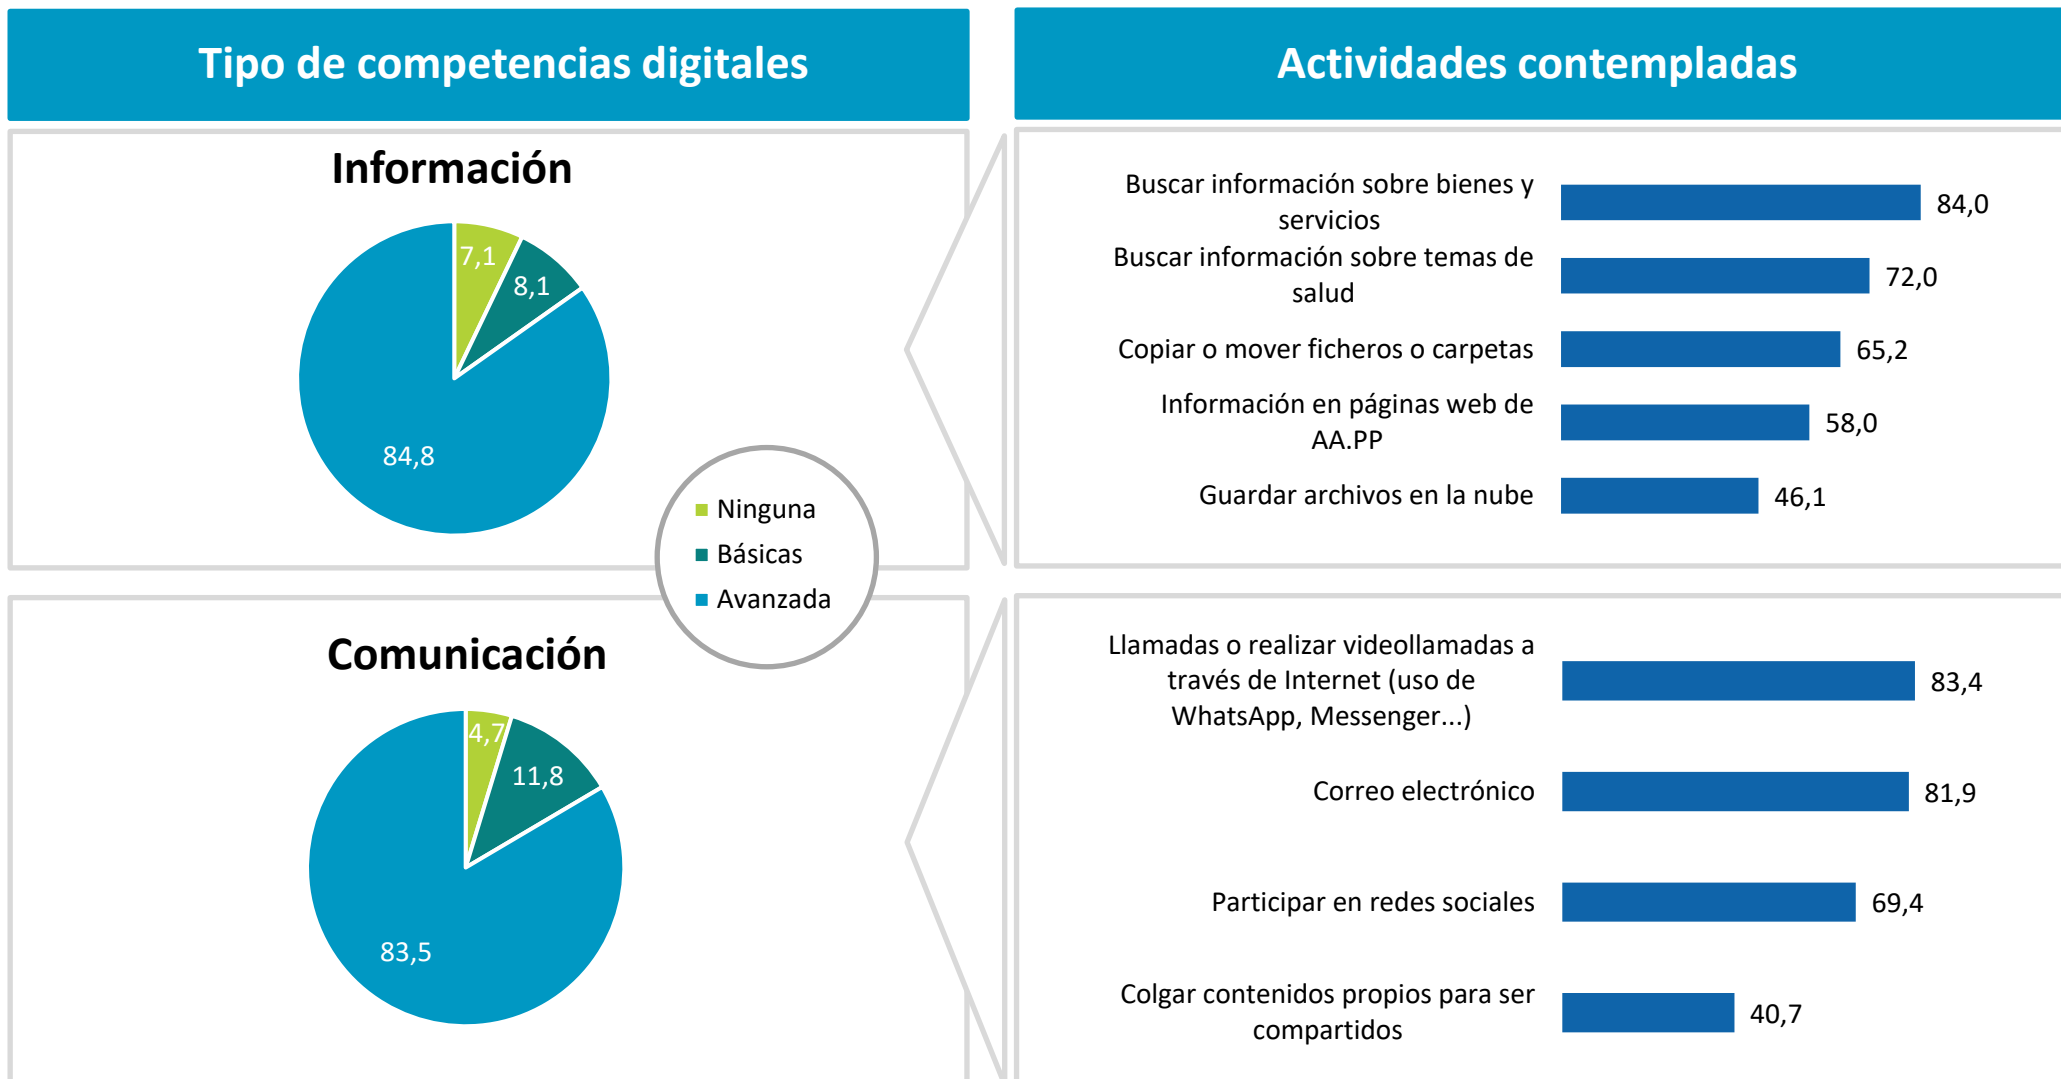 Tipo de competencias digitales
Actividades contempladas
Información
7,1
8,1
84,8
Buscar información sobre bienes y
servicios
84,0
Buscar información sobre temas de
salud
72,0
Copiar o mover ficheros o carpetas
65,2
Información en páginas web de
AA.PP
58,0
Guardar archivos en la nube
46,1
Ninguna
Básicas
Avanzada
Comunicación
4,7
11,8
83,5
Llamadas o realizar videollamadas a
través de Internet (uso de
WhatsApp, Messenger...)
83,4
Correo electrónico
81,9
Participar en redes sociales
69,4
Colgar contenidos propios para ser
compartidos
40,7